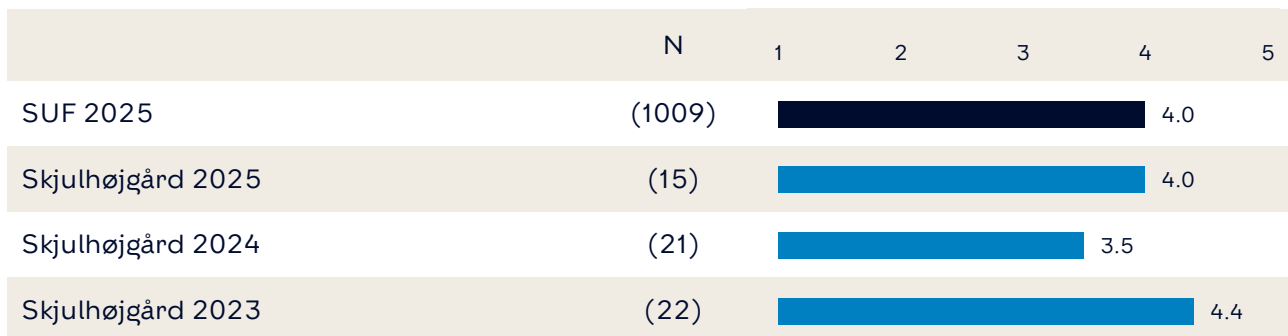 N 1 2 3 4 5
SUF 2025 (1009) 4.0
Skjulhøjgård 2025 (15) 4.0
Skjulhøjgård 2024 (21) 3.5
Skjulhøjgård 2023 (22) 4.4